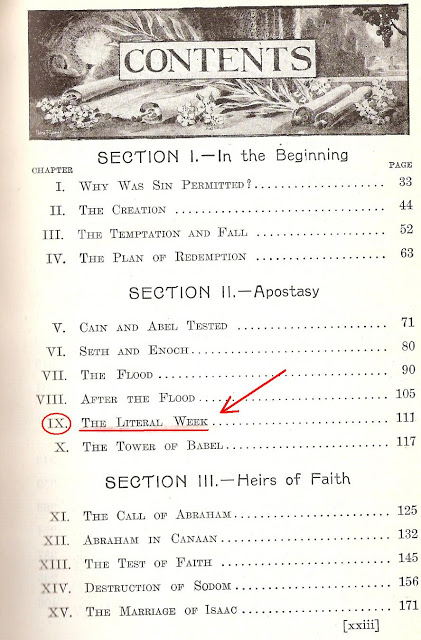 CONTENTS
SECTION I.—In the Beginning
CHAPTER PAGE
I. WHY WAS SIN PERMITTED?.................... 33
II. THE CREATION ................................ 44
III. THE TEMPTATION AND FALL ..................... 52
IV. THE PLAN OF REDEMPTION .................... 63
SECTION II.—Apostasy
V. CAIN AND ABEL TESTED ....................... 71
VI. SETH AND ENOCH............................... 80
VII. THE FLOOD .................................. 90
VIII. AFTER THE FLOOD............................. 105
IX. THE LITERAL WEEK............................ 111
X. THE TOWER OF BABEL......................... 117
SECTION III.—Heirs of Faith
XI. THE CALL OF ABRAHAM........................ 125
XII. ABRAHAM IN CANAAN......................... 132
XIII. THE TEST OF FAITH .......................... 145
XIV. DESTRUCTION OF SODOM ...................... 156
XV. THE MARRIAGE OF ISAAC ...................... 171
[xxiii]